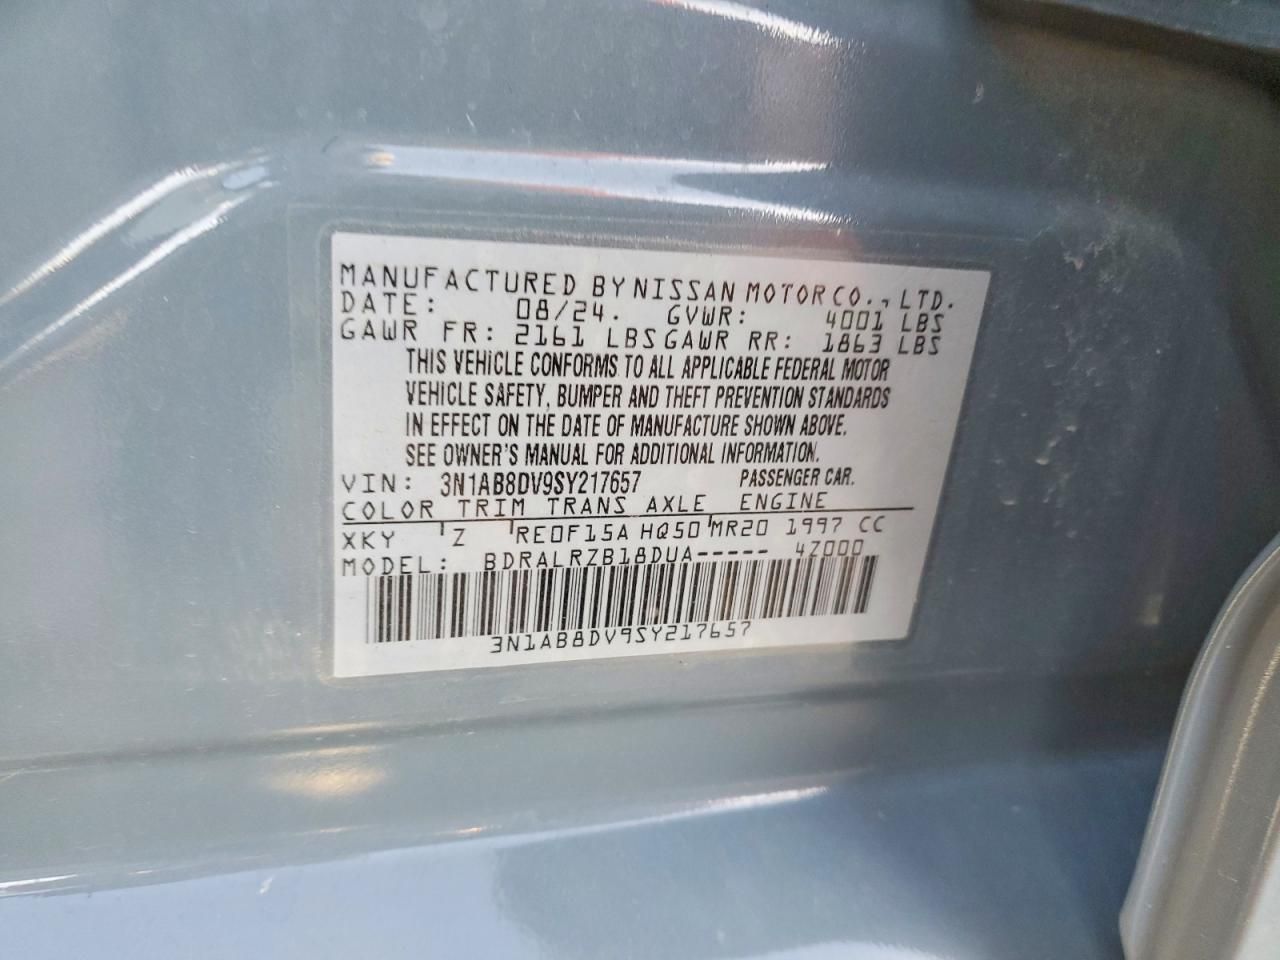 MANUFACTURED BY NISSAN MOTOR CO., LTD.
DATE: 08/24. GVWR: 4001 LBS
GAWR FR: 2161 LBS GAWR RR: 1863 LBS
THIS VEHICLE CONFORMS TO ALL APPLICABLE FEDERAL MOTOR
VEHICLE SAFETY, BUMPER AND THEFT PREVENTION STANDARDS
IN EFFECT ON THE DATE OF MANUFACTURE SHOWN ABOVE.
SEE OWNER'S MANUAL FOR ADDITIONAL INFORMATION.
VIN: 3N1AB8DV9SY217657 PASSENGER CAR.
COLOR TRIM TRANS AXLE ENGINE
XKY Z RE0F15A HQ50 MR20 1997 CC
MODEL: BDRALRZB18DUA----- 4Z000
3N1AB8DV9SY217657